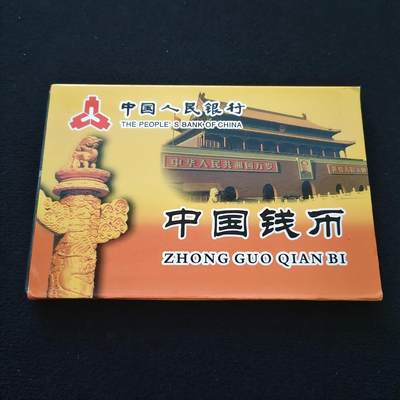 中国人民银行
THE PEOPLE'S BANK OF CHINA
中华人民共和国万岁
中国钱币
ZHONG GUO QIAN BI